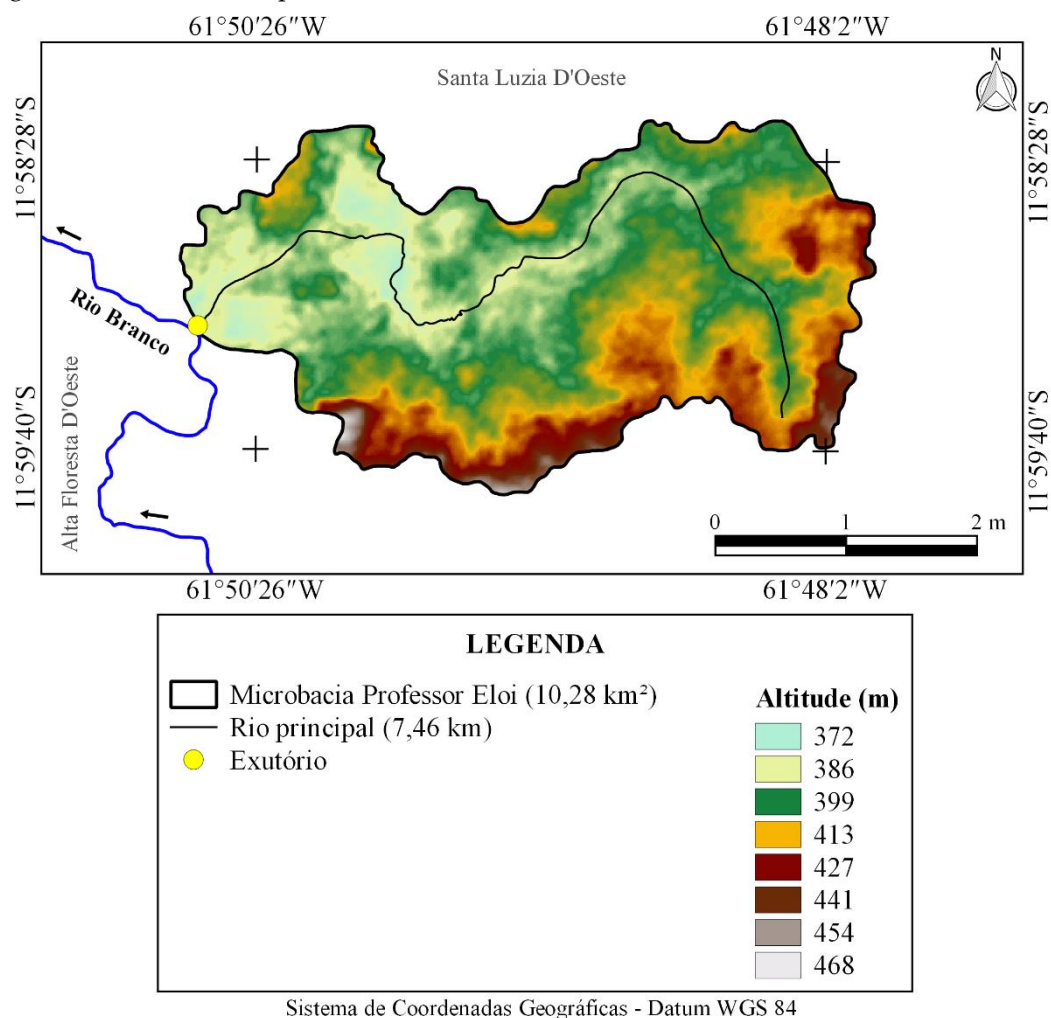 61°50′26″W 61°48′2″W
N
Santa Luzia D'Oeste
11°58′28″S 11°58′28″S
Rio Branco
Alta Floresta D'Oeste
11°59′40″S 11°59′40″S
0 1 2 m
61°50′26″W 61°48′2″W
LEGENDA
Microbacia Professor Eloi (10,28 km²)
Rio principal (7,46 km)
Exutório
Altitude (m)
372
386
399
413
427
441
454
468
Sistema de Coordenadas Geográficas - Datum WGS 84